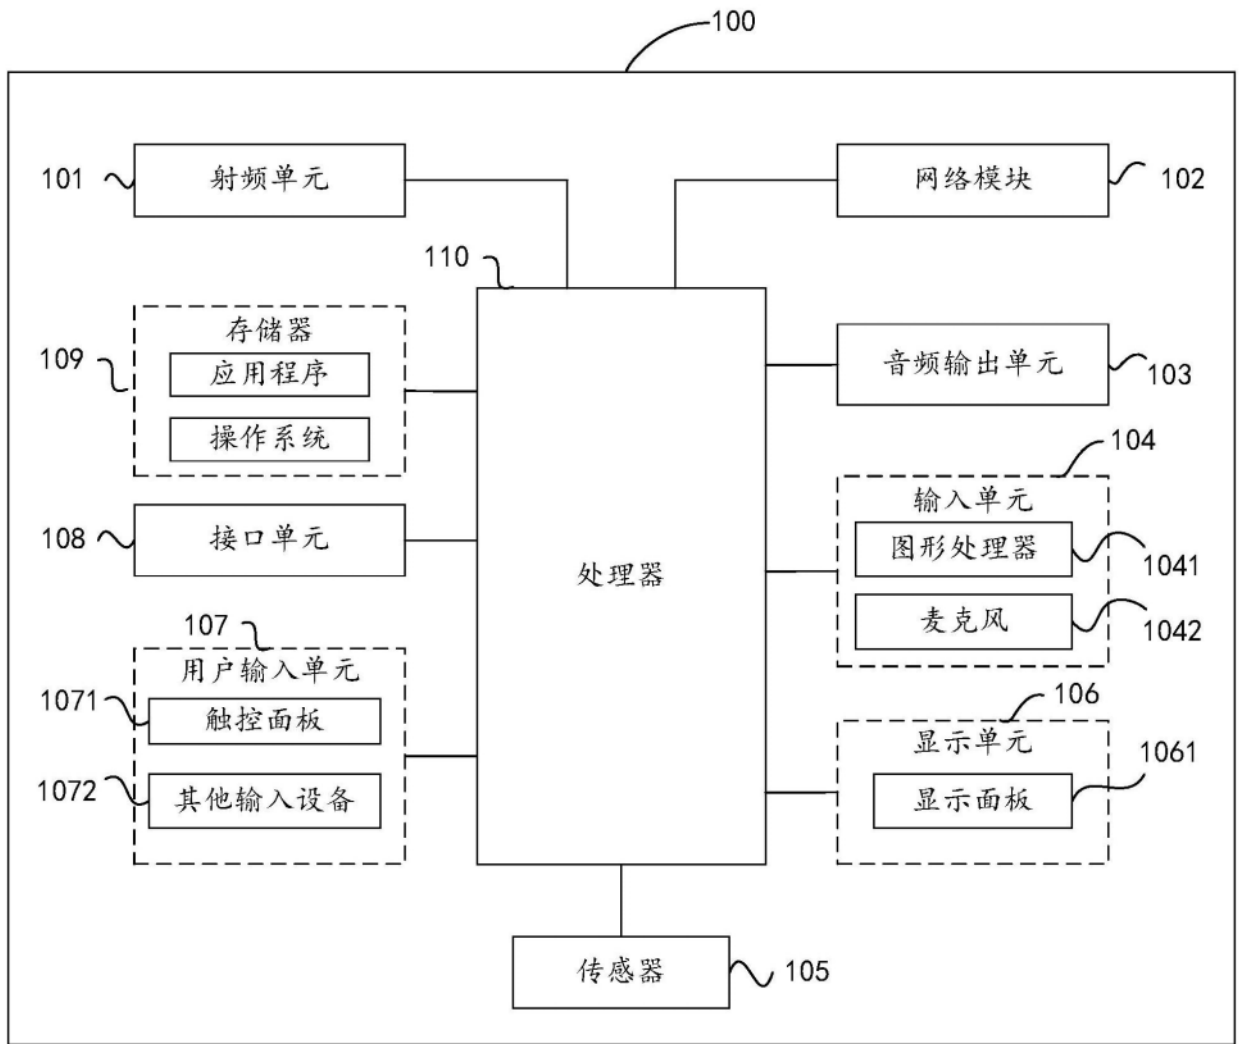 100
101
射频单元
网络模块
102
110
存储器
109
应用程序
操作系统
音频输出单元
103
104
输入单元
图形处理器
1041
麦克风
1042
108
接口单元
处理器
107
用户输入单元
1071
触控面板
1072
其他输入设备
106
显示单元
1061
显示面板
传感器
105